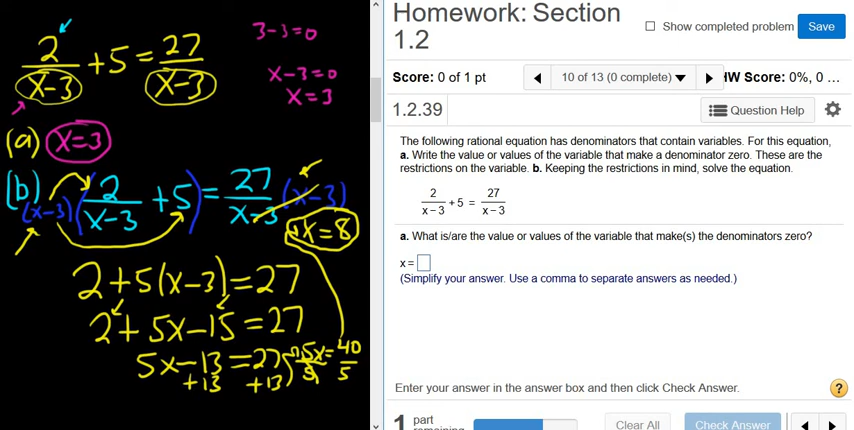 2/(x-3) + 5 = 27/(x-3)
3-3=0
x-3=0
x=3
(a) x=3
(b) (x-3)(2/(x-3) + 5) = 27/(x-3) (x-3)
x=8
2+5(x-3)=27
2+5x-15=27
5x-13=27
+13 +13
5x/5=40/5
Homework: Section 1.2
Show completed problem
Save
Score: 0 of 1 pt
10 of 13 (0 complete)
HW Score: 0%, 0 ...
1.2.39
Question Help
The following rational equation has denominators that contain variables. For this equation,
a. Write the value or values of the variable that make a denominator zero. These are the
restrictions on the variable. b. Keeping the restrictions in mind, solve the equation.
2/(x-3) + 5 = 27/(x-3)
a. What is/are the value or values of the variable that make(s) the denominators zero?
x=
(Simplify your answer. Use a comma to separate answers as needed.)
Enter your answer in the answer box and then click Check Answer.
?
1 part
remaining
Clear All
Check Answer